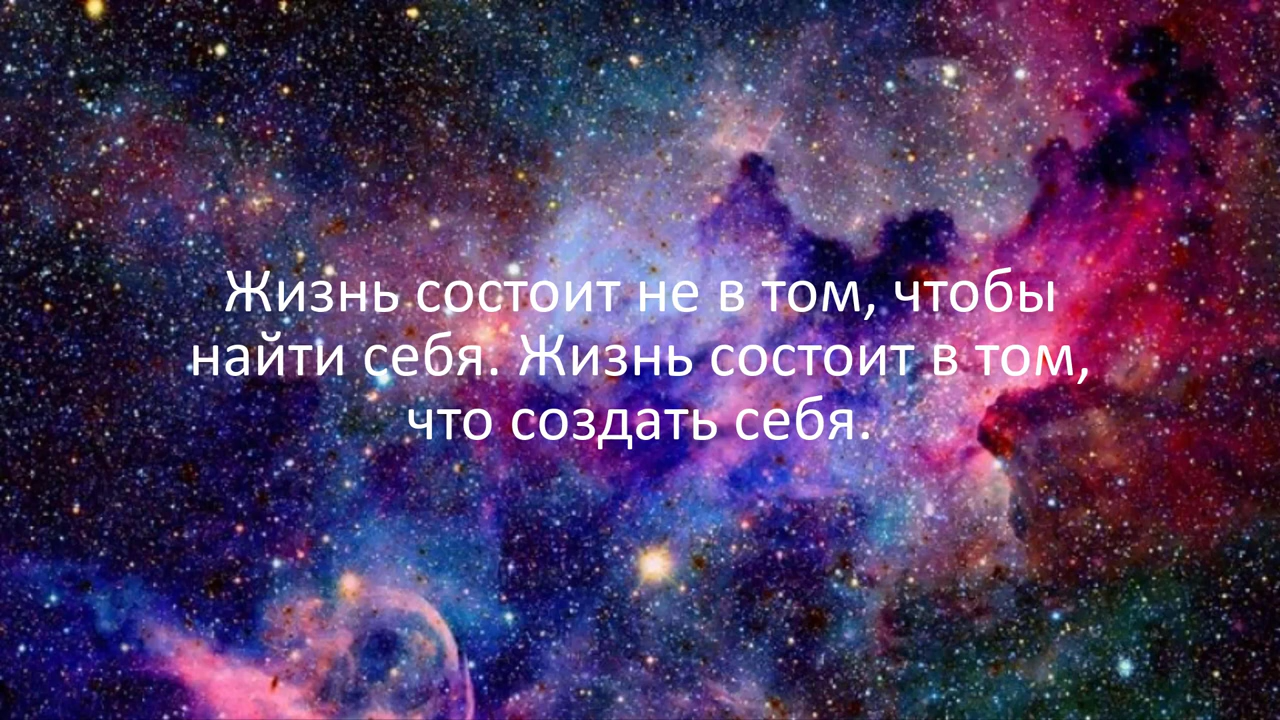 Жизнь состоит не в том, чтобы
найти себя. Жизнь состоит в том,
что создать себя.